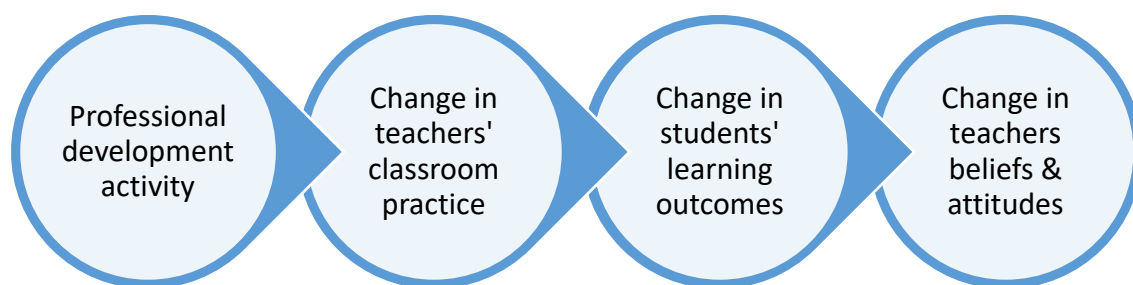 Professional
development
activity
Change in
teachers'
classroom
practice
Change in
students'
learning
outcomes
Change in
teachers
beliefs &
attitudes